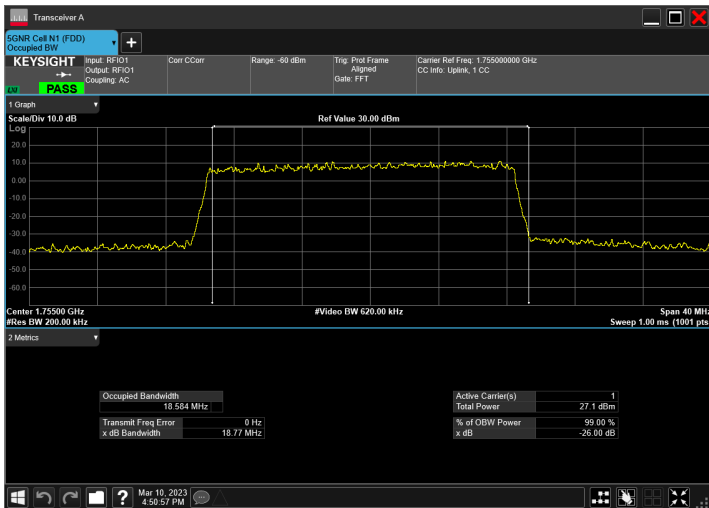 Transceiver A
5GNR Cell N1 (FDD)
Occupied BW
KEYSIGHT
PASS
Input: RFIO1
Output: RFIO1
Coupling: AC
Corr CCorr
Range: -60 dBm
Trig: Prot Frame
Aligned
Gate: FFT
Carrier Ref Freq: 1.755000000 GHz
CC Info: Uplink, 1 CC
1 Graph
Scale/Div 10.0 dB
Ref Value 30.00 dBm
Log
20.0
10.0
0.00
-10.0
-20.0
-30.0
-40.0
-50.0
-60.0
Center 1.75500 GHz
#Video BW 620.00 kHz
Span 40 MHz
#Res BW 200.00 kHz
Sweep 1.00 ms (1001 pts)
2 Metrics
Occupied Bandwidth
18.584 MHz
Transmit Freq Error 0 Hz
x dB Bandwidth 18.77 MHz
Active Carrier(s) 1
Total Power 27.1 dBm
% of OBW Power 99.00 %
x dB -26.00 dB
Mar 10, 2023
4:50:57 PM